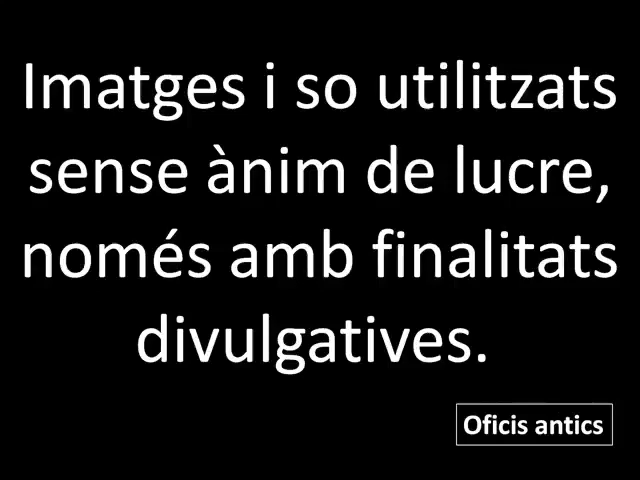 Imatges i so utilitzats
sense ànim de lucre,
només amb finalitats
divulgatives.
Oficis antics